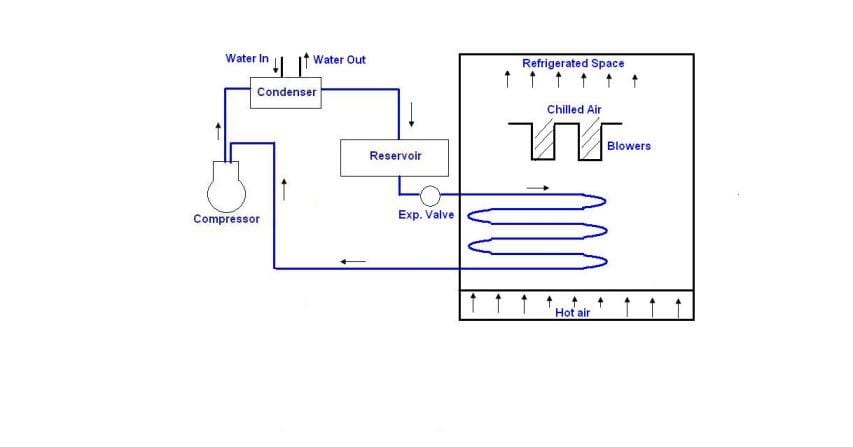 Water In
Water Out
Refrigerated Space
Condenser
Chilled Air
Blowers
Reservoir
Compressor
Exp. Valve
Hot air